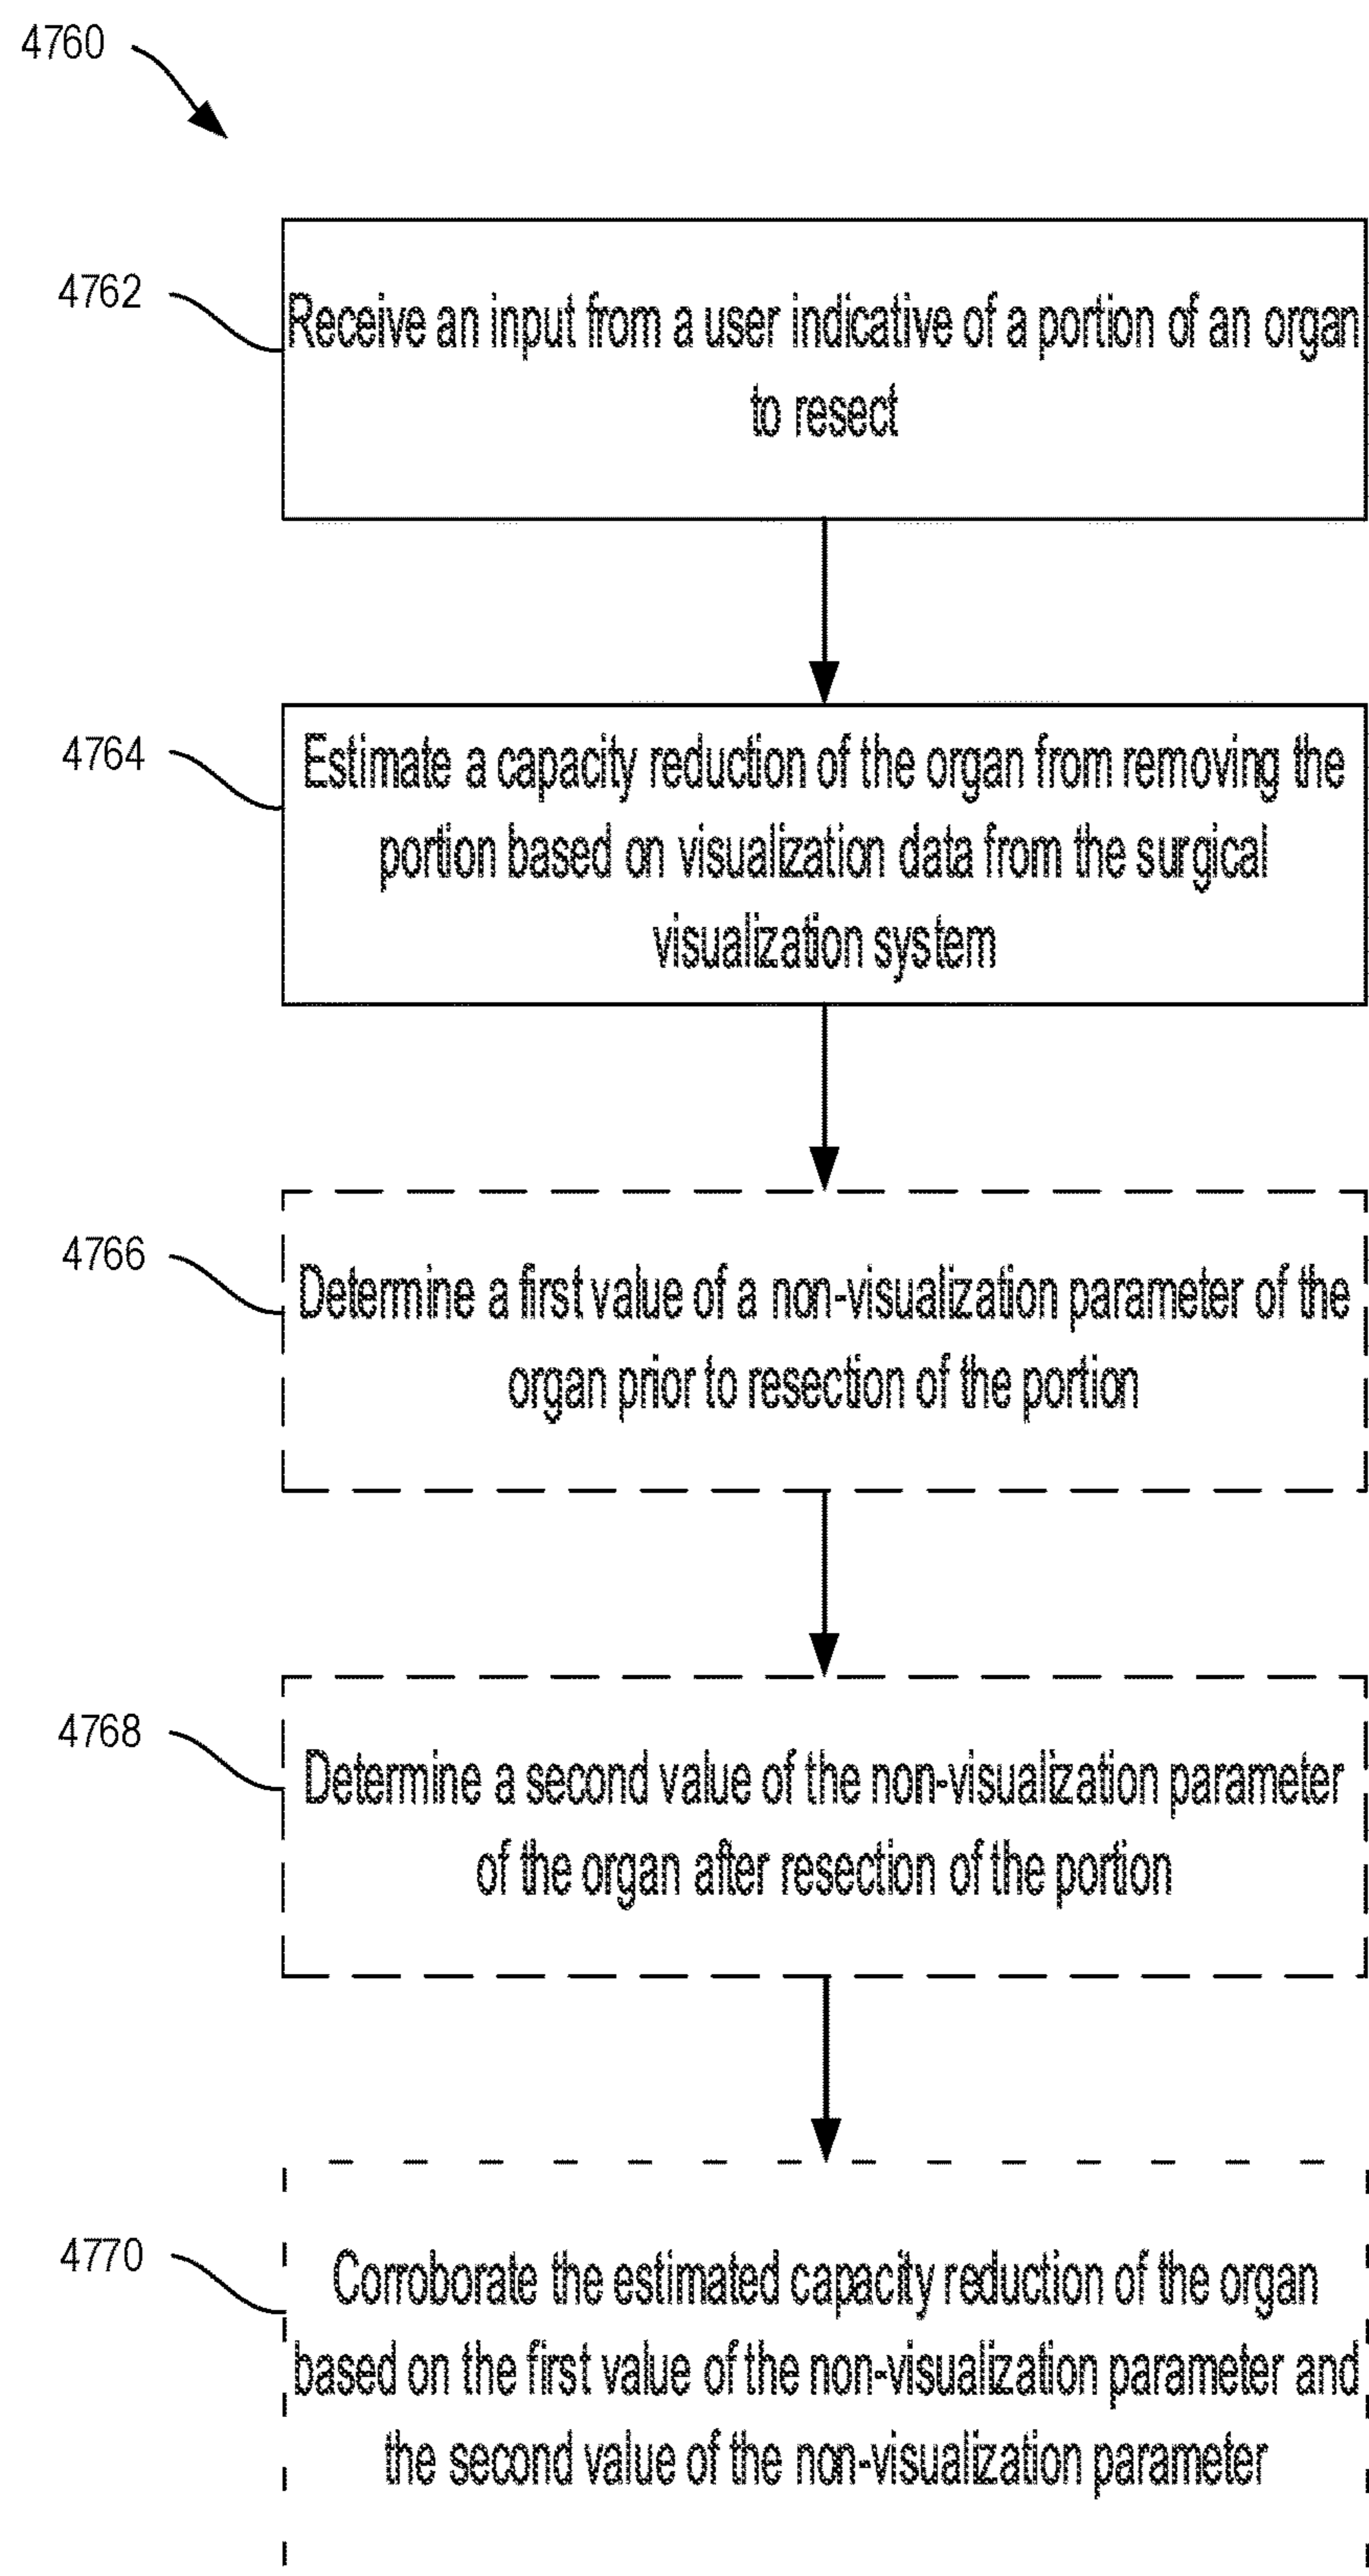 4760
4762
Receive an input from a user indicative of a portion of an organ
to resect
4764
Estimate a capacity reduction of the organ from removing the
portion based on visualization data from the surgical
visualization system
4766
Determine a first value of a non-visualization parameter of the
organ prior to resection of the portion
4768
Determine a second value of the non-visualization parameter
of the organ after resection of the portion
4770
Corroborate the estimated capacity reduction of the organ
based on the first value of the non-visualization parameter and
the second value of the non-visualization parameter